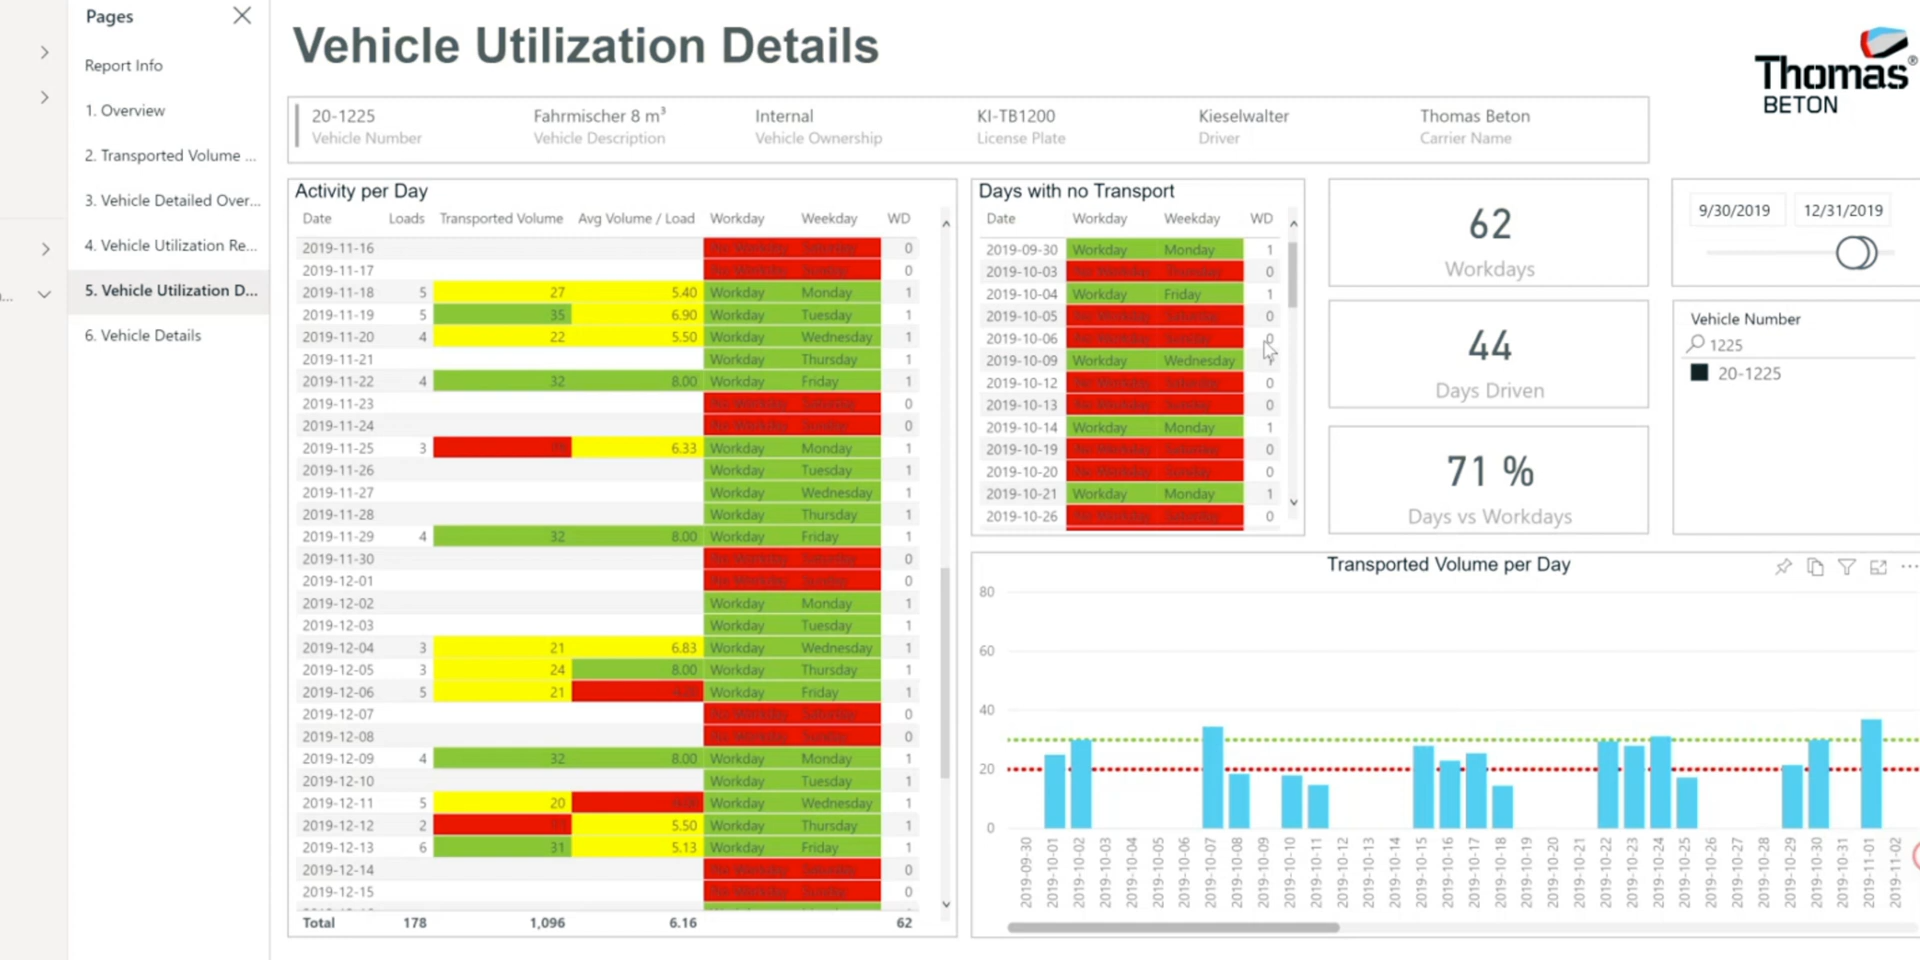 Pages
Report Info
1. Overview
2. Transported Volume ...
3. Vehicle Detailed Over...
4. Vehicle Utilization Re...
5. Vehicle Utilization D...
6. Vehicle Details
Vehicle Utilization Details
Thomas®
BETON
20-1225 Fahrmischer 8 m³ Internal KI-TB1200 Kieselwalter Thomas Beton
Vehicle Number Vehicle Description Vehicle Ownership License Plate Driver Carrier Name
Activity per Day
Date Loads Transported Volume Avg Volume / Load Workday Weekday WD
2019-11-16 Saturday 0
2019-11-17 Sunday 0
2019-11-18 5 27 5.40 Workday Monday 1
2019-11-19 5 35 6.90 Workday Tuesday 1
2019-11-20 4 22 5.50 Workday Wednesday 1
2019-11-21 Workday Thursday 1
2019-11-22 4 32 8.00 Workday Friday 1
2019-11-23 Saturday 0
2019-11-24 Sunday 0
2019-11-25 3 6.33 Workday Monday 1
2019-11-26 Workday Tuesday 1
2019-11-27 Workday Wednesday 1
2019-11-28 Workday Thursday 1
2019-11-29 4 32 8.00 Workday Friday 1
2019-11-30 Saturday 0
2019-12-01 Sunday 0
2019-12-02 Workday Monday 1
2019-12-03 Workday Tuesday 1
2019-12-04 3 21 6.83 Workday Wednesday 1
2019-12-05 3 24 8.00 Workday Thursday 1
2019-12-06 5 21 Workday Friday 1
2019-12-07 Saturday 0
2019-12-08 Sunday 0
2019-12-09 4 32 8.00 Workday Monday 1
2019-12-10 Workday Tuesday 1
2019-12-11 5 20 Workday Wednesday 1
2019-12-12 2 5.50 Workday Thursday 1
2019-12-13 6 31 5.13 Workday Friday 1
2019-12-14 Saturday 0
2019-12-15 Sunday 0
Total 178 1,096 6.16 62
Days with no Transport
Date Workday Weekday WD
2019-09-30 Workday Monday 1
2019-10-03 Thursday 0
2019-10-04 Workday Friday 1
2019-10-05 Saturday 0
2019-10-06 Sunday 0
2019-10-09 Workday Wednesday
2019-10-12 Saturday 0
2019-10-13 Sunday 0
2019-10-14 Workday Monday 1
2019-10-19 Saturday 0
2019-10-20 Sunday 0
2019-10-21 Workday Monday 1
2019-10-26 Saturday 0
62
Workdays
44
Days Driven
71 %
Days vs Workdays
9/30/2019 12/31/2019
Vehicle Number
1225
20-1225
Transported Volume per Day
80
60
40
20
0
2019-09-30
2019-10-01
2019-10-02
2019-10-03
2019-10-04
2019-10-05
2019-10-06
2019-10-07
2019-10-08
2019-10-09
2019-10-10
2019-10-11
2019-10-12
2019-10-13
2019-10-14
2019-10-15
2019-10-16
2019-10-17
2019-10-18
2019-10-19
2019-10-20
2019-10-21
2019-10-22
2019-10-23
2019-10-24
2019-10-25
2019-10-26
2019-10-27
2019-10-28
2019-10-29
2019-10-30
2019-10-31
2019-11-01
2019-11-02